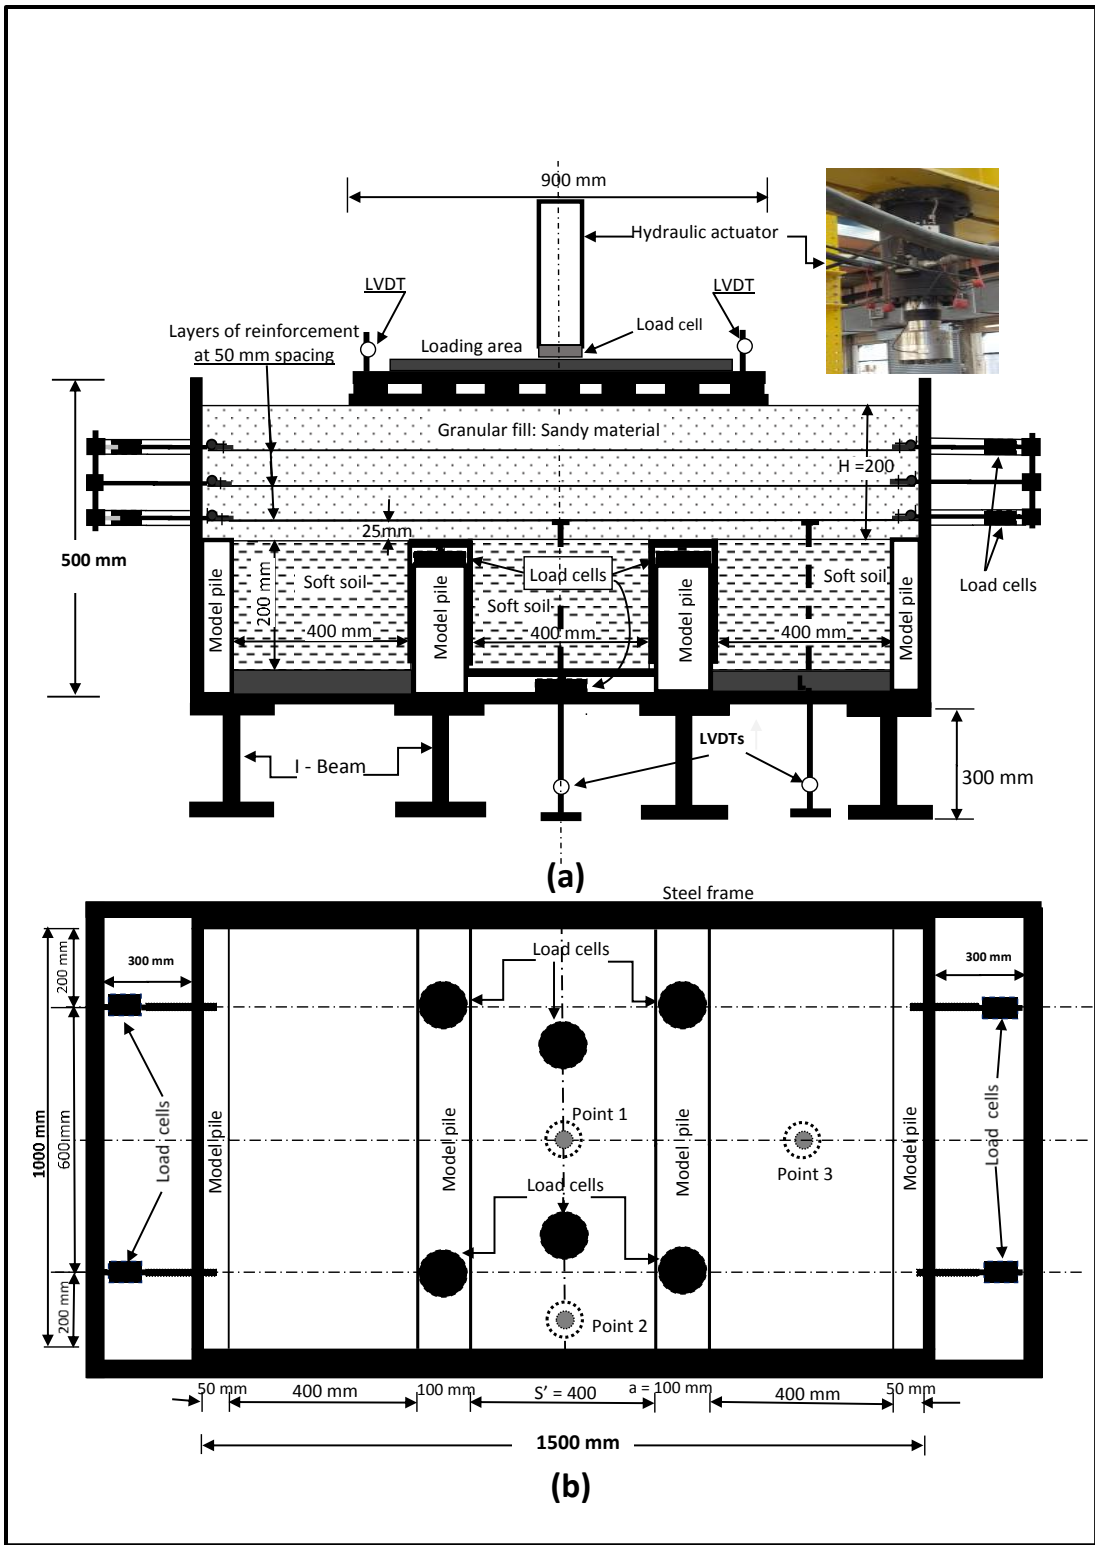 900 mm
Hydraulic actuator
LVDT
LVDT
Load cell
Layers of reinforcement
at 50 mm spacing
Loading area
Granular fill: Sandy material
H =200
25mm
500 mm
Model pile
200 mm
Soft soil
400 mm
Model pile
Load cells
Soft soil
400 mm
Model pile
Soft soil
400 mm
Model pile
Load cells
L
I - Beam
LVDTs
300 mm
(a)
Steel frame
200 mm
300 mm
Load cells
300 mm
1000 mm
600mm
Load cells
Model pile
Model pile
Point 1
Model pile
Point 3
Model pile
Load cells
Load cells
200 mm
Point 2
50 mm
400 mm
100 mm
S’ = 400
a = 100 mm
400 mm
50 mm
1500 mm
(b)